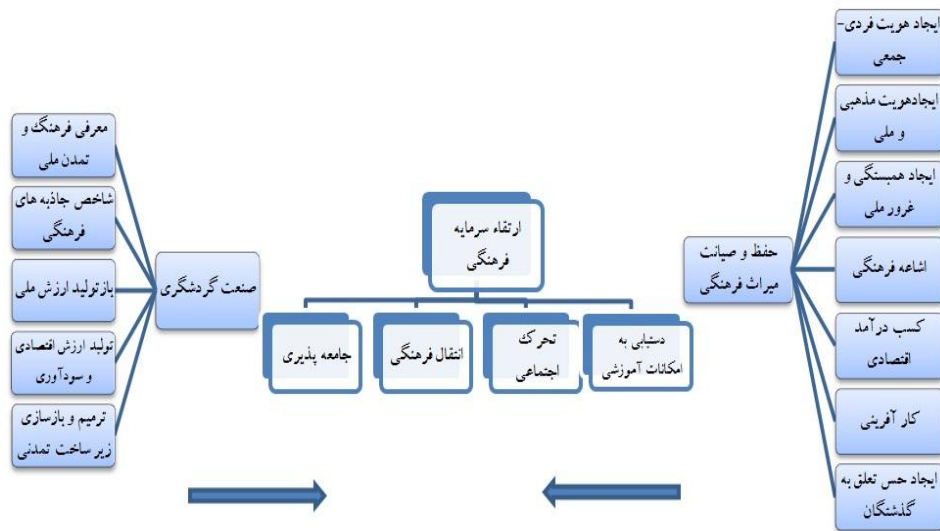 ایجاد هویت فردی-
جمعی
ایجادهویت مذهبی
و ملی
ایجاد همبستگی و
غرور ملی
اشاعه فرهنگی
کسب درآمد
اقتصادی
کار آفرینی
ایجاد حس تعلق به
گذشتگان
حفظ و صیانت
میراث فرهنگی
ارتقاء سرمایه
فرهنگی
دستیابی به
امکانات آموزشی
تحرک
اجتماعی
انتقال فرهنگی
جامعه پذیری
صنعت گردشگری
معرفی فرهنگ و
تمدن ملی
شاخص جاذبه های
فرهنگی
بازتولید ارزش ملی
تولید ارزش اقتصادی
و سودآوری
ترمیم و بازسازی
زیر ساخت تمدنی